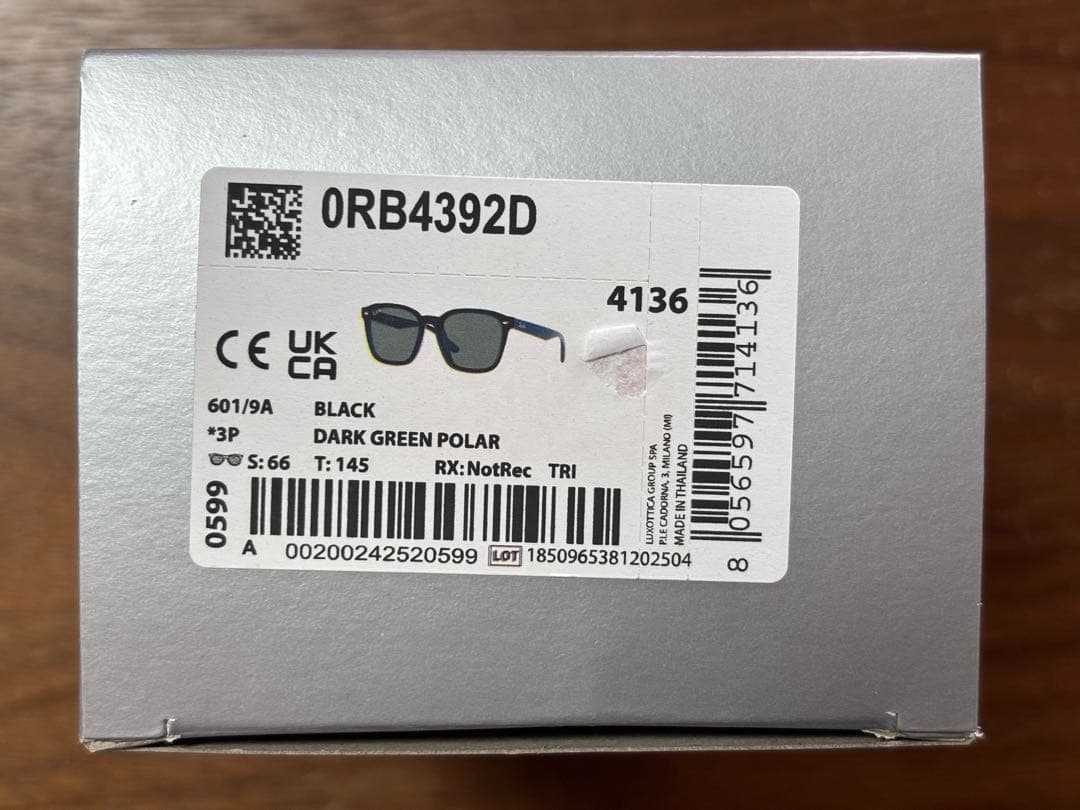 0RB4392D
4136
CE UK
CA
601/9A BLACK
*3P DARK GREEN POLAR
S: 66 T: 145 RX: NotRec TRI
0599
A 00200242520599 LOT 1850965381202504
LUXOTTICA GROUP SPA
P.LE CADORNA, 3, MILANO (MI)
MADE IN THAILAND
8 056597 714136